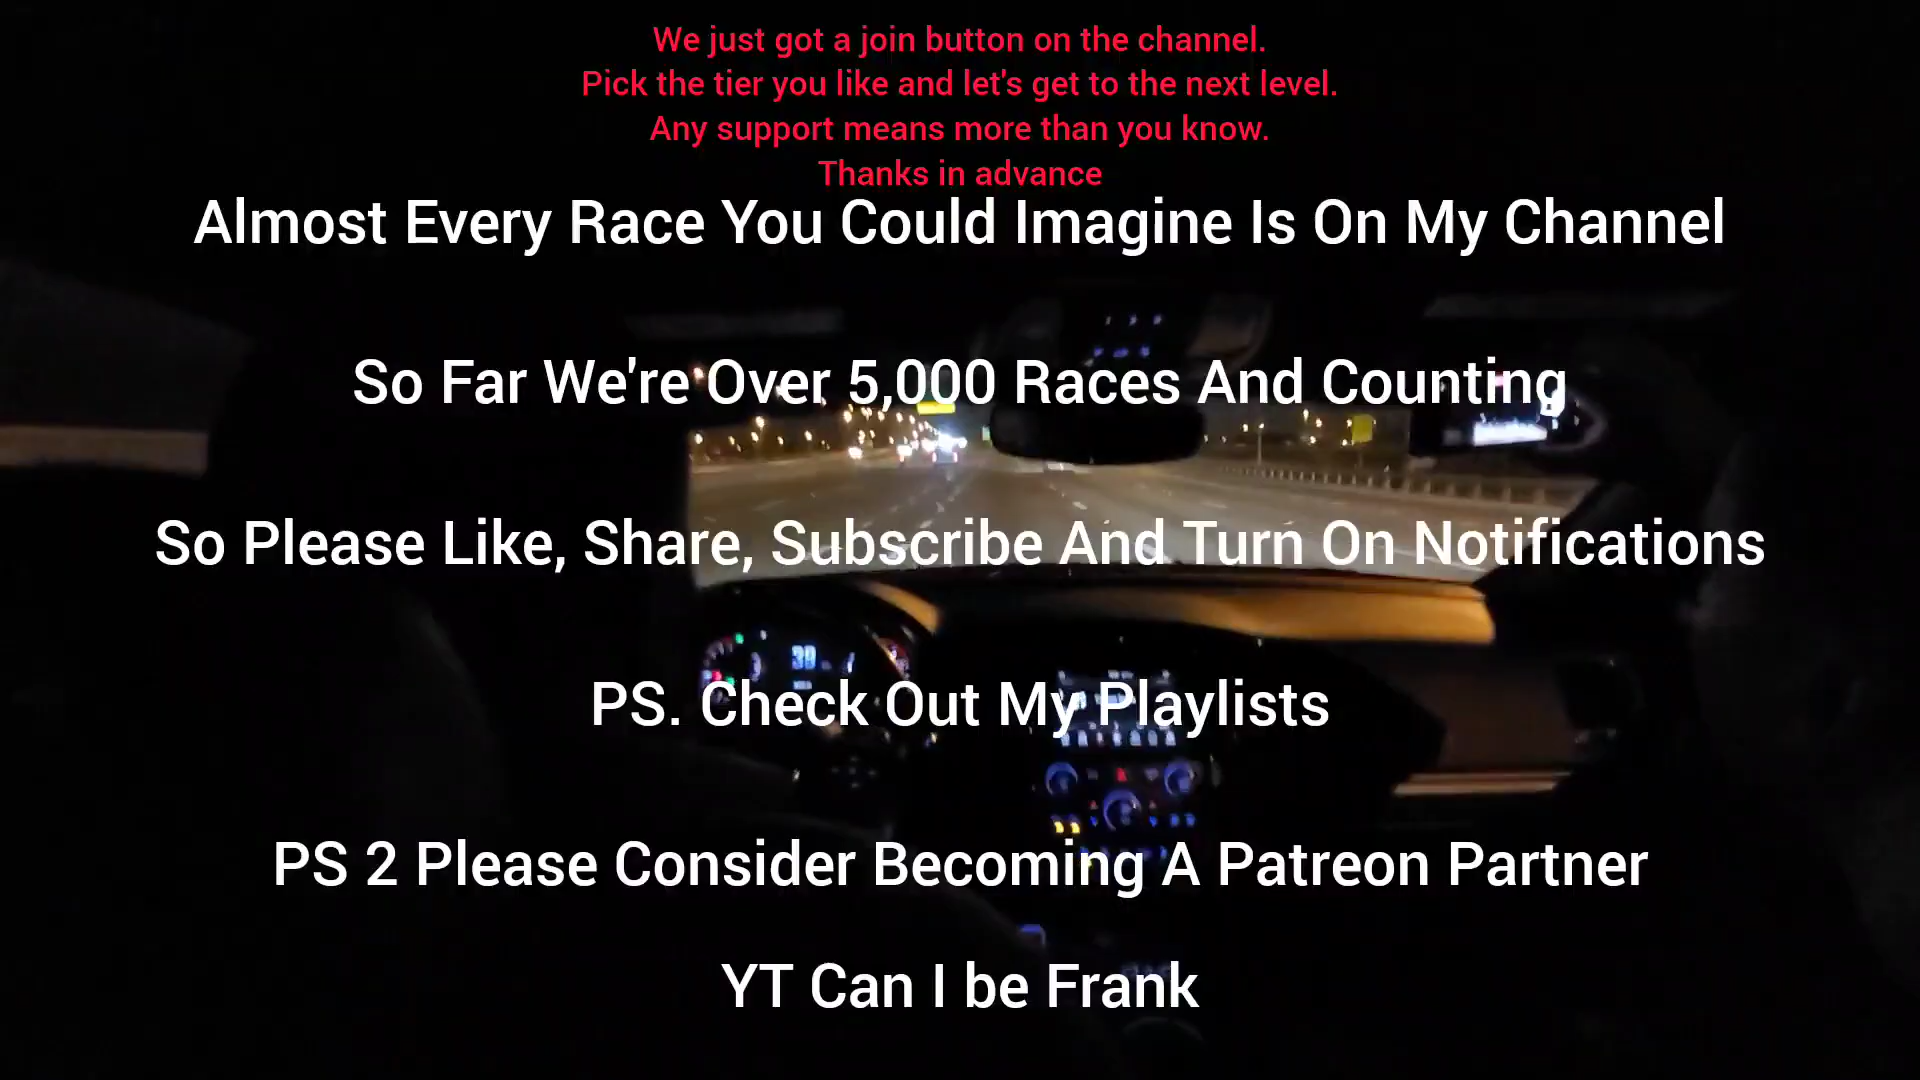 We just got a join button on the channel.
Pick the tier you like and let's get to the next level.
Any support means more than you know.
Thanks in advance
Almost Every Race You Could Imagine Is On My Channel
So Far We're Over 5,000 Races And Counting
So Please Like, Share, Subscribe And Turn On Notifications
39
PS. Check Out My Playlists
PS 2 Please Consider Becoming A Patreon Partner
YT Can I be Frank